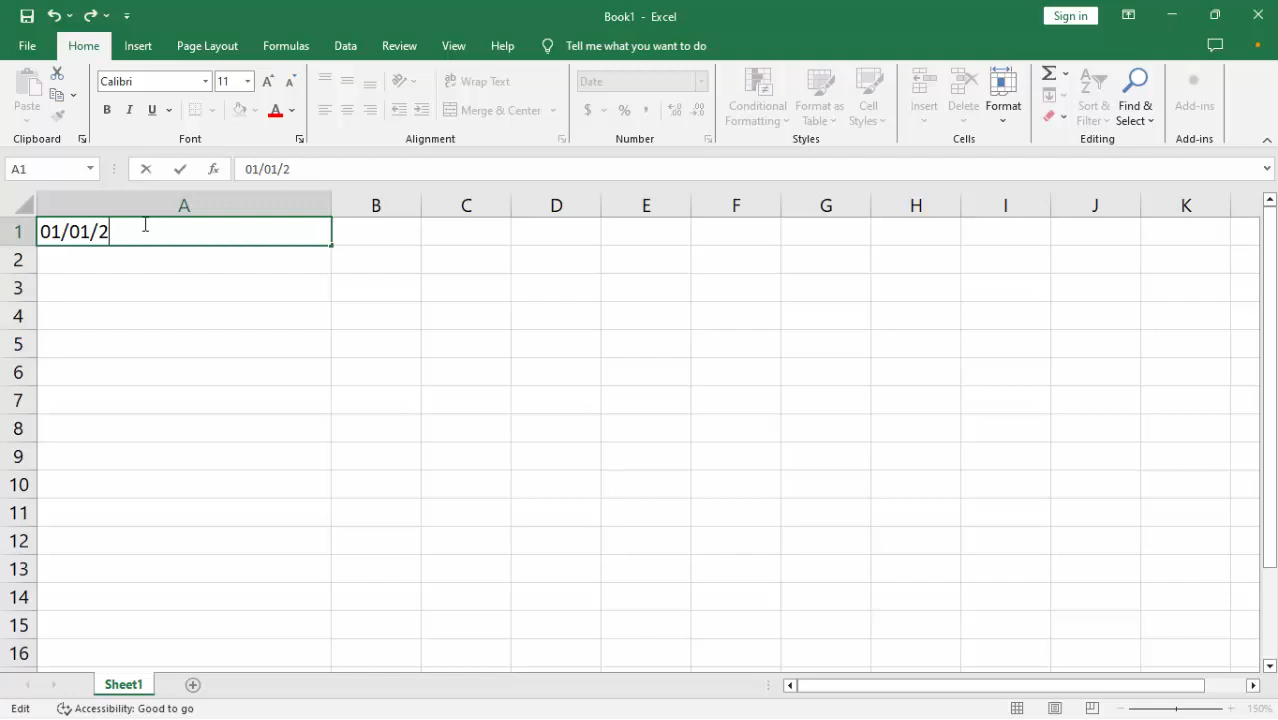 Book1 - Excel
Sign in
File Home Insert Page Layout Formulas Data Review View Help Tell me what you want to do
Paste
Clipboard
Calibri 11
A A
B I U A
Font
ab Wrap Text
Merge & Center
Alignment
Date
$ % ,
Number
Conditional Formatting
Format as Table
Cell Styles
Styles
Insert Delete Format
Cells
Σ
Sort & Filter
Find & Select
Editing
Add-ins
Add-ins
A1 fx 01/01/2
A B C D E F G H I J K
1 01/01/2
2
3
4
5
6
7
8
9
10
11
12
13
14
15
16
Sheet1
Edit Accessibility: Good to go 150%